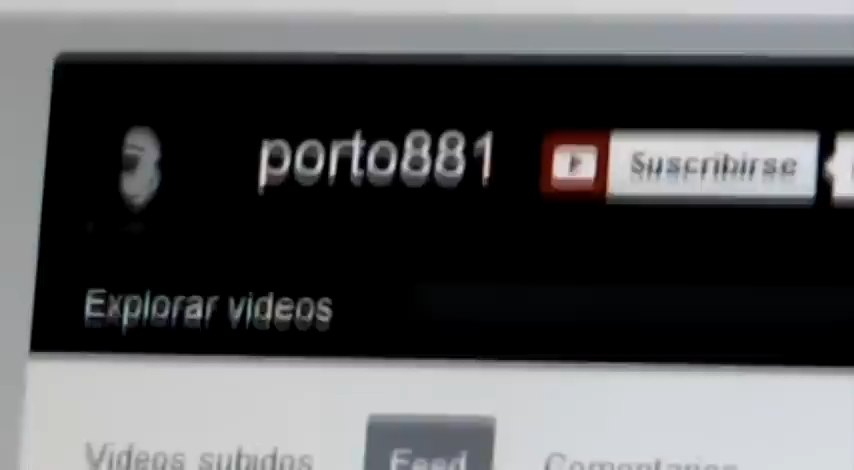 porto881 Suscribirse
Explorar videos
Videos subidos Feed Comentarios